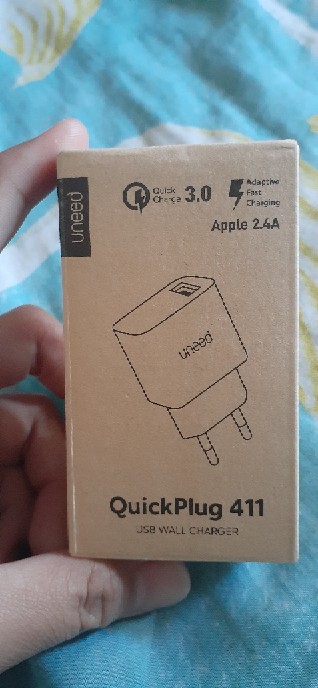 uneed
Quick
Charge 3.0
Adaptive
Fast
Charging
Apple 2.4A
uneed
QuickPlug 411
USB WALL CHARGER